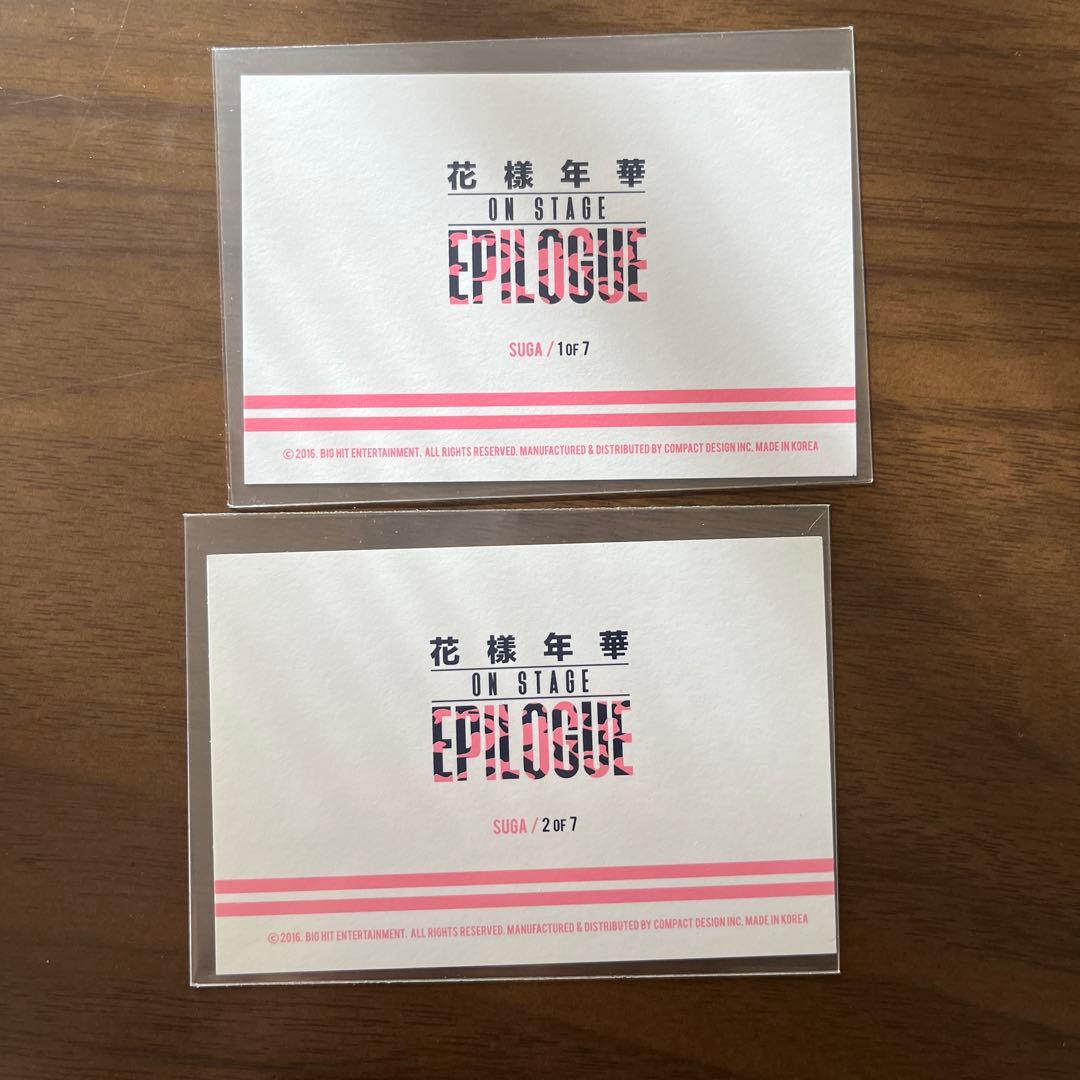 花樣年華
ON STAGE
EPILOGUE
SUGA / 1 OF 7
© 2016. BIG HIT ENTERTAINMENT. ALL RIGHTS RESERVED. MANUFACTURED & DISTRIBUTED BY COMPACT DESIGN INC. MADE IN KOREA
花樣年華
ON STAGE
EPILOGUE
SUGA / 2 OF 7
© 2016. BIG HIT ENTERTAINMENT. ALL RIGHTS RESERVED. MANUFACTURED & DISTRIBUTED BY COMPACT DESIGN INC. MADE IN KOREA